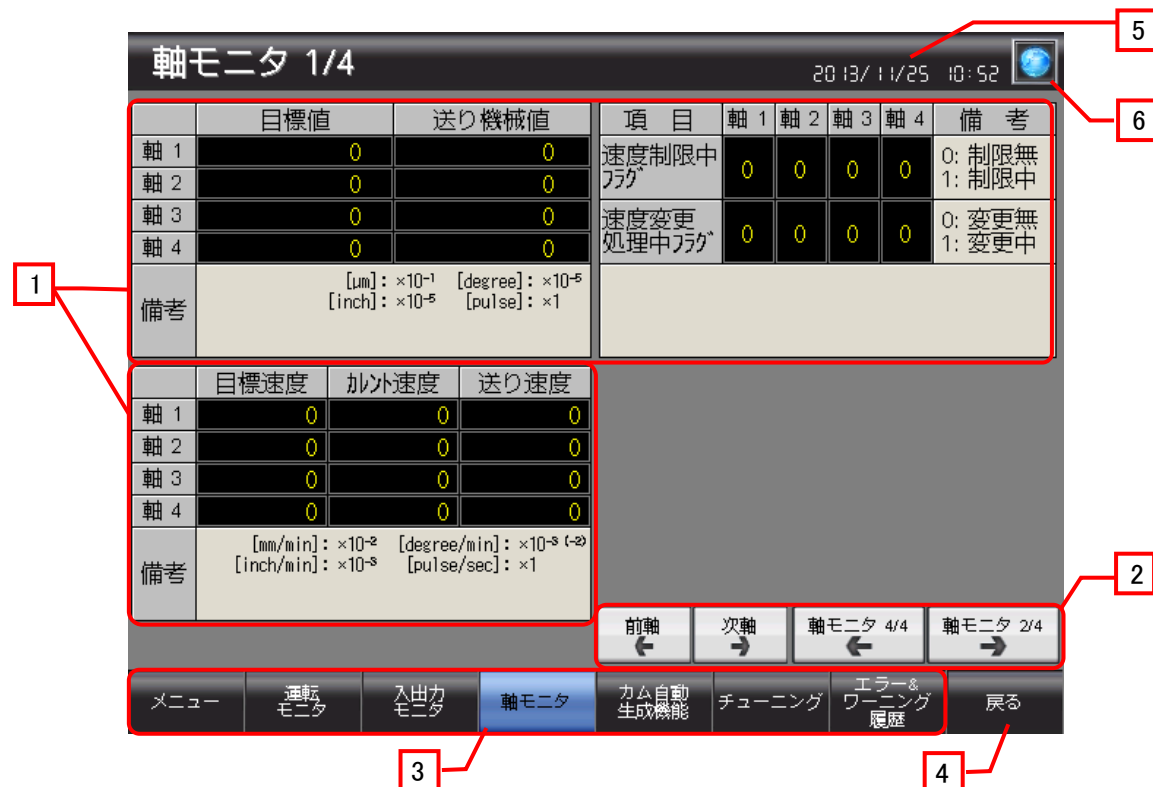 5
軸モニタ 1/4
2013/11/25 10:52
6
目標値 送り機械値
軸 1 0 0
軸 2 0 0
軸 3 0 0
軸 4 0 0
備考 [μm]: ×10⁻¹ [degree]: ×10⁻⁵
[inch]: ×10⁻⁵ [pulse]: ×1
項 目 軸 1 軸 2 軸 3 軸 4 備 考
速度制限中
ﾌﾗｸﾞ 0 0 0 0 0: 制限無
1: 制限中
速度変更
処理中ﾌﾗｸﾞ 0 0 0 0 0: 変更無
1: 変更中
1
目標速度 ｶﾚﾝﾄ速度 送り速度
軸 1 0 0 0
軸 2 0 0 0
軸 3 0 0 0
軸 4 0 0 0
備考 [mm/min]: ×10⁻² [degree/min]: ×10⁻³ ⁽⁻²⁾
[inch/min]: ×10⁻³ [pulse/sec]: ×1
2
前軸
次軸
軸モニタ 4/4
軸モニタ 2/4
メニュー
運転
モニタ
入出力
モニタ
軸モニタ
カム自動
生成機能
チューニング
エラー&
ワーニング
履歴
戻る
3
4